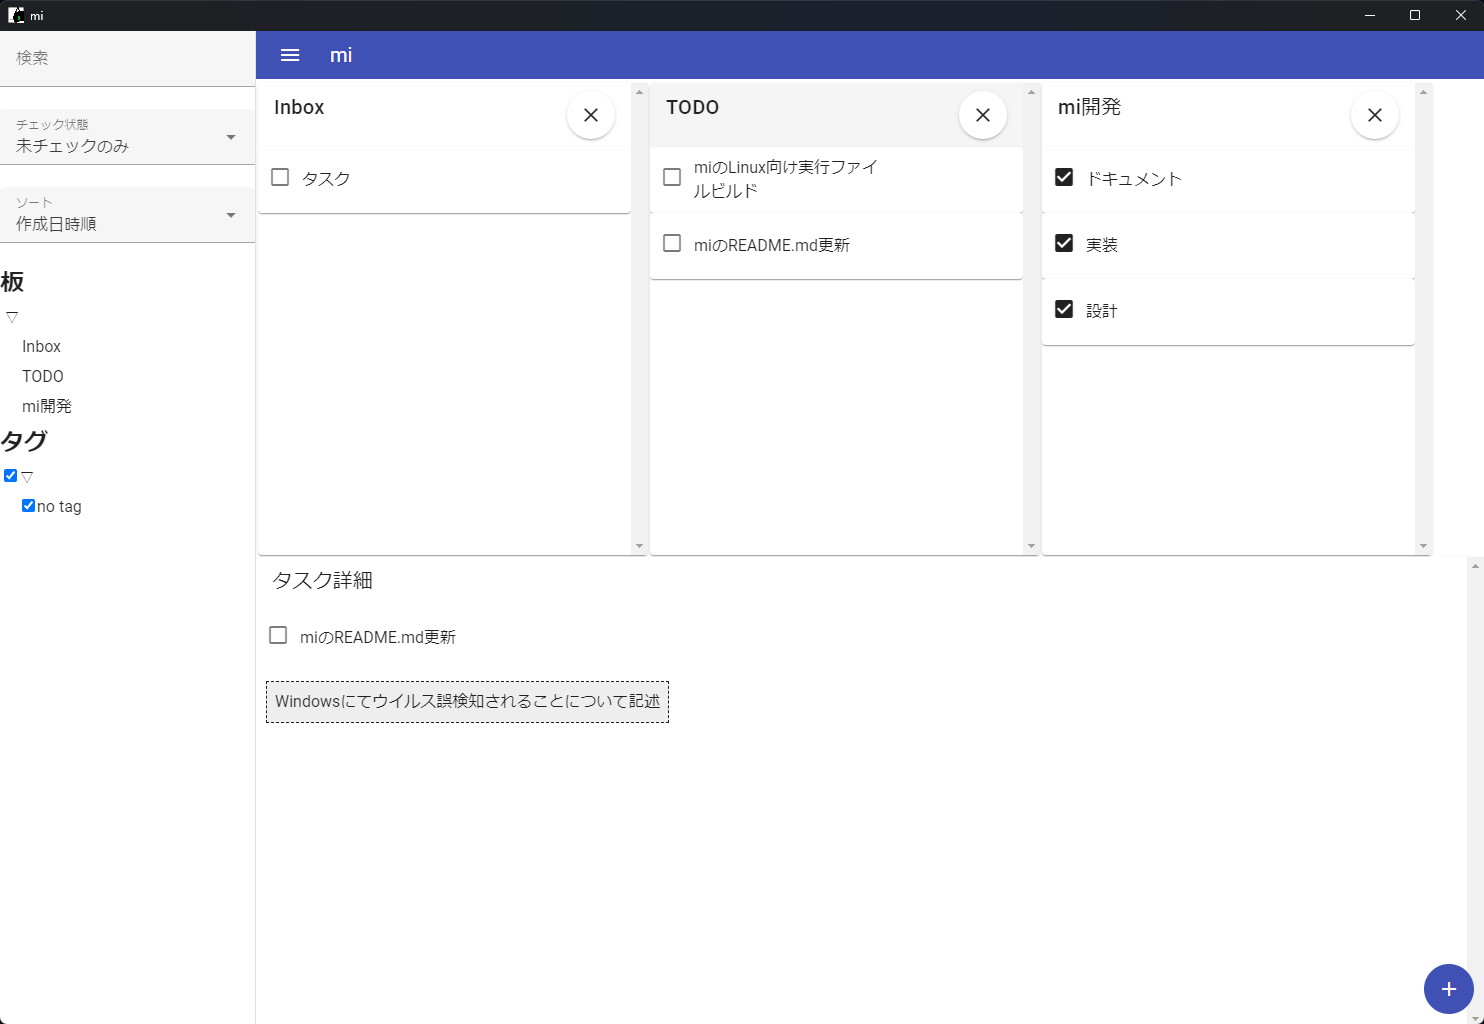 mi
検索
チェック状態
未チェックのみ
ソート
作成日時順
板
▽
Inbox
TODO
mi開発
タグ
▽
no tag
mi
Inbox
タスク
TODO
miのLinux向け実行ファイ
ルビルド
miのREADME.md更新
mi開発
ドキュメント
実装
設計
タスク詳細
miのREADME.md更新
Windowsにてウイルス誤検知されることについて記述